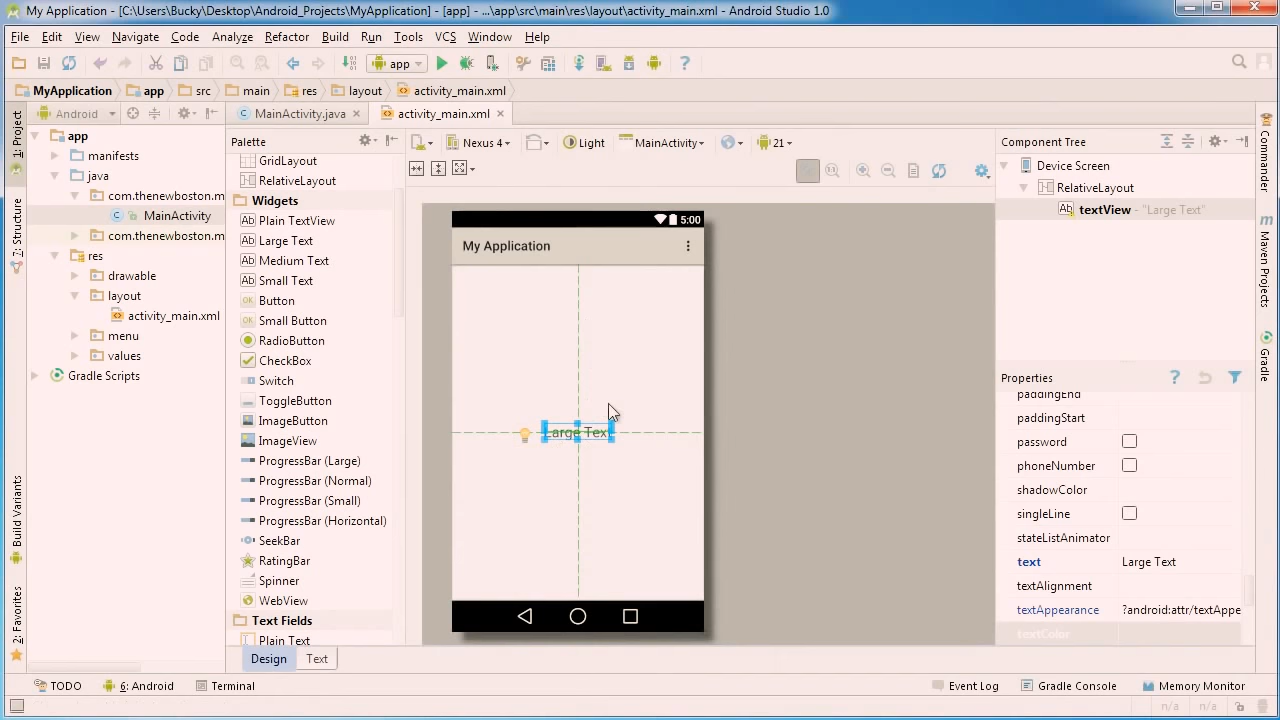 MyApplication - [C:\Users\Bucky\Desktop\Android_Projects\MyApplication] - [app] - ...\app\src\main\res\layout\activity_main.xml - Android Studio 1.0
File Edit View Navigate Code Analyze Refactor Build Run Tools VCS Window Help
app
MyApplication app src main res layout activity_main.xml
1: Project
7: Structure
Build Variants
2: Favorites
Android
app
manifests
java
com.thenewboston.m
MainActivity
com.thenewboston.m
res
drawable
layout
activity_main.xml
menu
values
Gradle Scripts
MainActivity.java activity_main.xml
Palette
GridLayout
RelativeLayout
Widgets
Plain TextView
Large Text
Medium Text
Small Text
Button
Small Button
RadioButton
CheckBox
Switch
ToggleButton
ImageButton
ImageView
ProgressBar (Large)
ProgressBar (Normal)
ProgressBar (Small)
ProgressBar (Horizontal)
SeekBar
RatingBar
Spinner
WebView
Text Fields
Plain Text
Design Text
Nexus 4 Light MainActivity 21
5:00
My Application
Large Tex
Component Tree
Device Screen
RelativeLayout
Ab textView - "Large Text"
Properties
paddingEnd
paddingStart
password
phoneNumber
shadowColor
singleLine
stateListAnimator
text Large Text
textAlignment
textAppearance ?android:attr/textAppe
textColor
Commander
Maven Projects
Gradle
TODO 6: Android Terminal Event Log Gradle Console Memory Monitor
n/a n/a